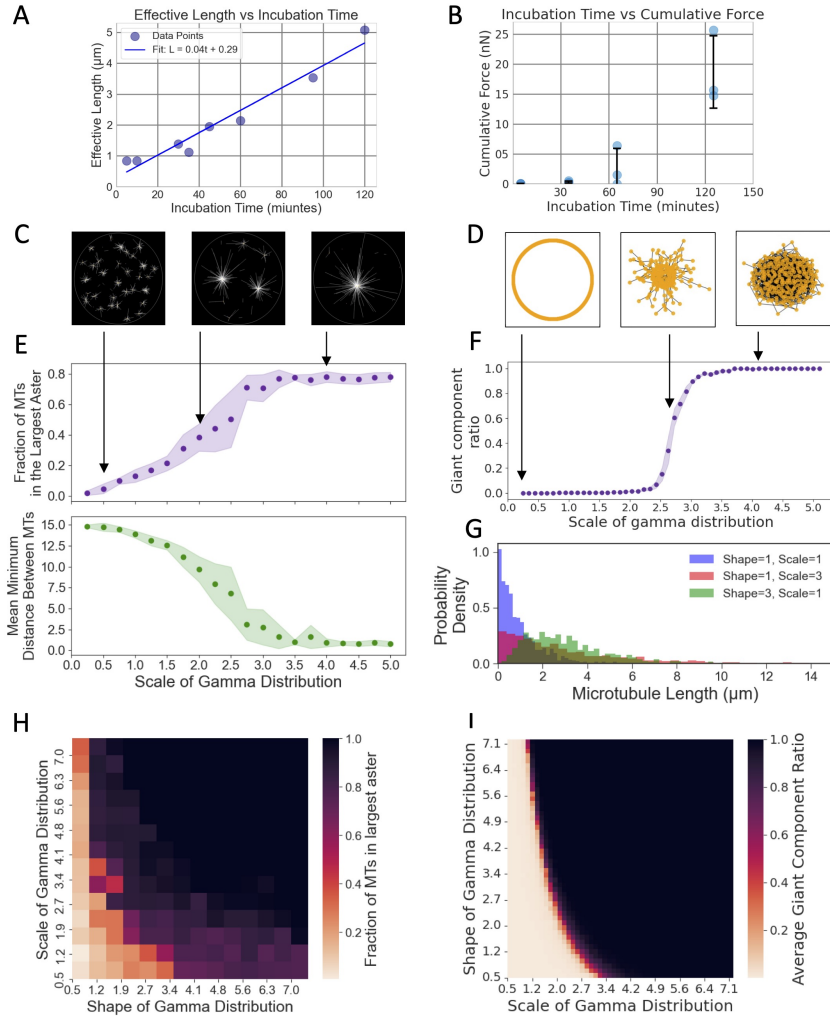 A
Effective Length vs Incubation Time
Effective Length (μm)
5
4
3
2
1
0
Data Points
Fit: L = 0.04t + 0.29
0 20 40 60 80 100 120
Incubation Time (miuntes)
B
Incubation Time vs Cumulative Force
Cumulative Force (nN)
25
20
15
10
5
0
30 60 90 120 150
Incubation Time (minutes)
C
D
E
Fraction of MTs
in the Largest Aster
0.8
0.6
0.4
0.2
0.0
Mean Minimum
Distance Between MTs
15.0
12.5
10.0
7.5
5.0
2.5
0.0
0.0 0.5 1.0 1.5 2.0 2.5 3.0 3.5 4.0 4.5 5.0
Scale of Gamma Distribution
F
Giant component
ratio
1.0
0.8
0.6
0.4
0.2
0.0
0.0 0.5 1.0 1.5 2.0 2.5 3.0 3.5 4.0 4.5 5.0
Scale of gamma distribution
G
Probability
Density
1.0
0.5
0.0
Shape=1, Scale=1
Shape=1, Scale=3
Shape=3, Scale=1
0 2 4 6 8 10 12 14
Microtubule Length (μm)
H
Scale of Gamma Distribution
7.0
6.3
5.6
4.8
4.1
3.4
2.7
1.9
1.2
0.5
0.5 1.2 1.9 2.7 3.4 4.1 4.8 5.6 6.3 7.0
Shape of Gamma Distribution
1.0
0.8
0.6
0.4
0.2
Fraction of MTs in largest aster
I
Shape of Gamma Distribution
7.1
6.4
5.6
4.9
4.2
3.4
2.7
2.0
1.2
0.5
0.5 1.2 2.0 2.7 3.4 4.2 4.9 5.6 6.4 7.1
Scale of Gamma Distribution
1.0
0.8
0.6
0.4
0.2
Average Giant Component Ratio